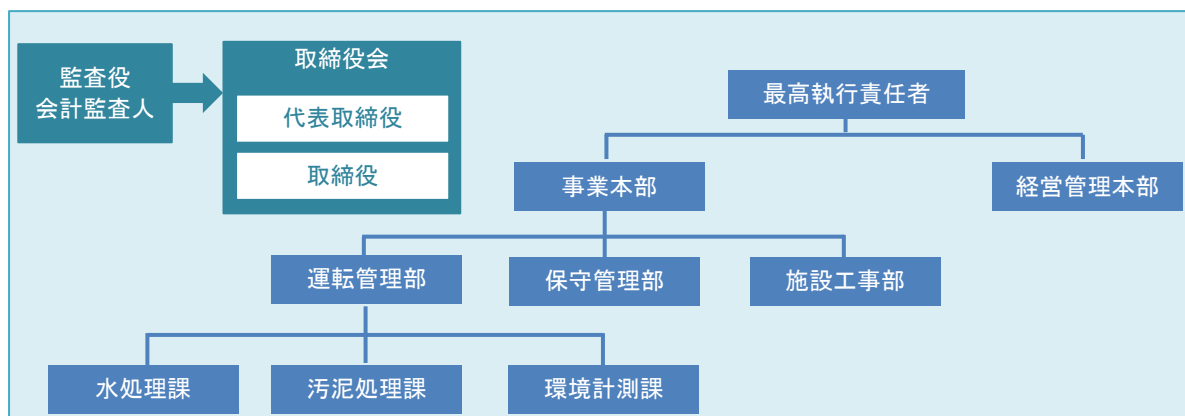 監査役
会計監査人
取締役会
代表取締役
取締役
最高執行責任者
事業本部
経営管理本部
運転管理部
保守管理部
施設工事部
水処理課
汚泥処理課
環境計測課